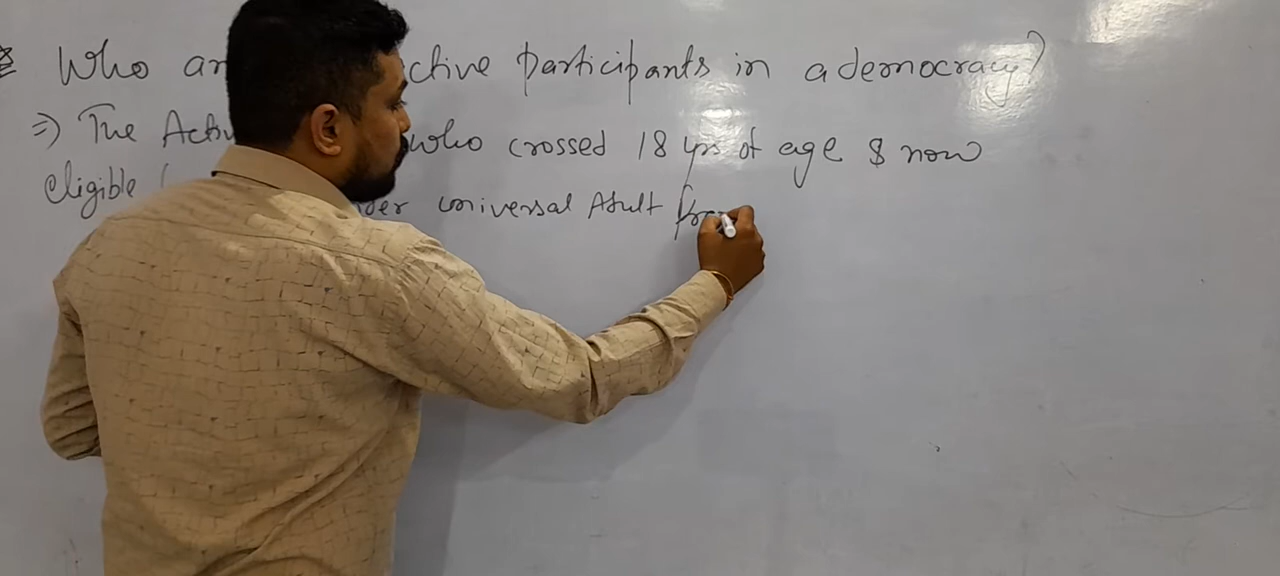 Who ar ctive participants in a democracy?
=> The Activ who crossed 18 yrs of age & now
eligible der universal Adult fra